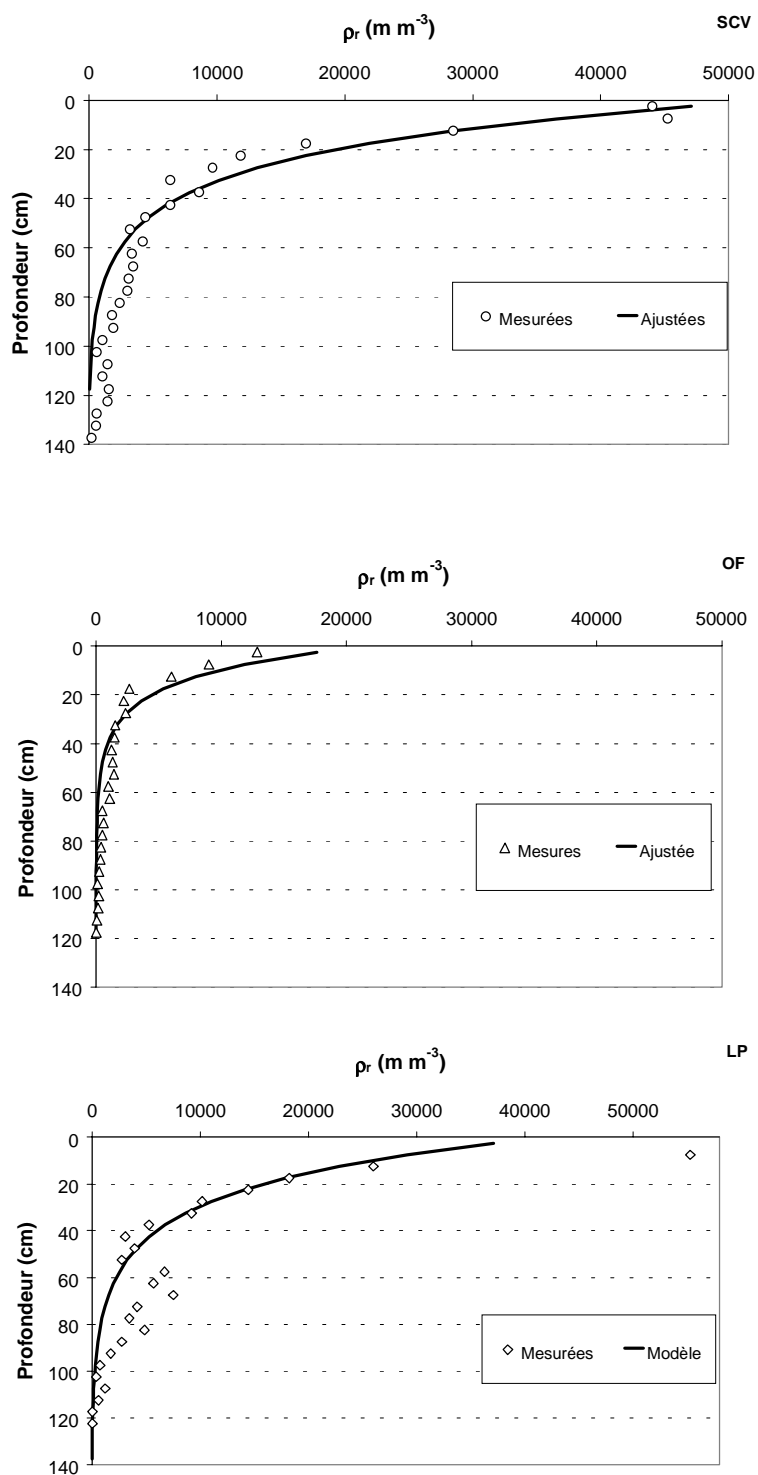 SCV
ρr (m m-3)
0 10000 20000 30000 40000 50000
0
20
40
60
80
100
120
140
Profondeur (cm)
Mesurées Ajustées
OF
ρr (m m-3)
0 10000 20000 30000 40000 50000
0
20
40
60
80
100
120
140
Profondeur (cm)
Mesures Ajustée
LP
ρr (m m-3)
0 10000 20000 30000 40000 50000
0
20
40
60
80
100
120
140
Profondeur (cm)
Mesurées Modèle